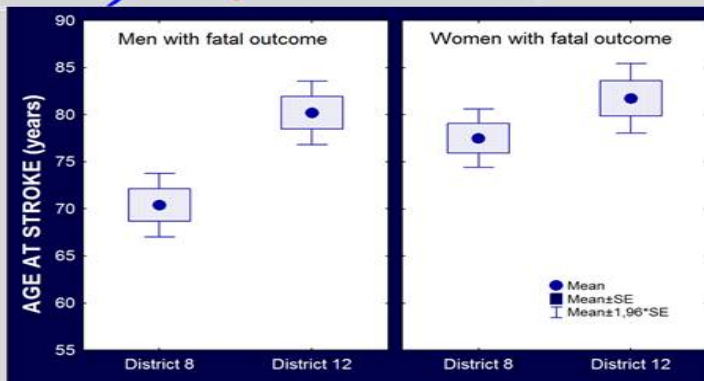 Men with fatal outcome
Women with fatal outcome
AGE AT STROKE (years)
90
85
80
75
70
65
60
55
Mean
Mean±SE
Mean±1,96*SE
District 8
District 12
District 8
District 12